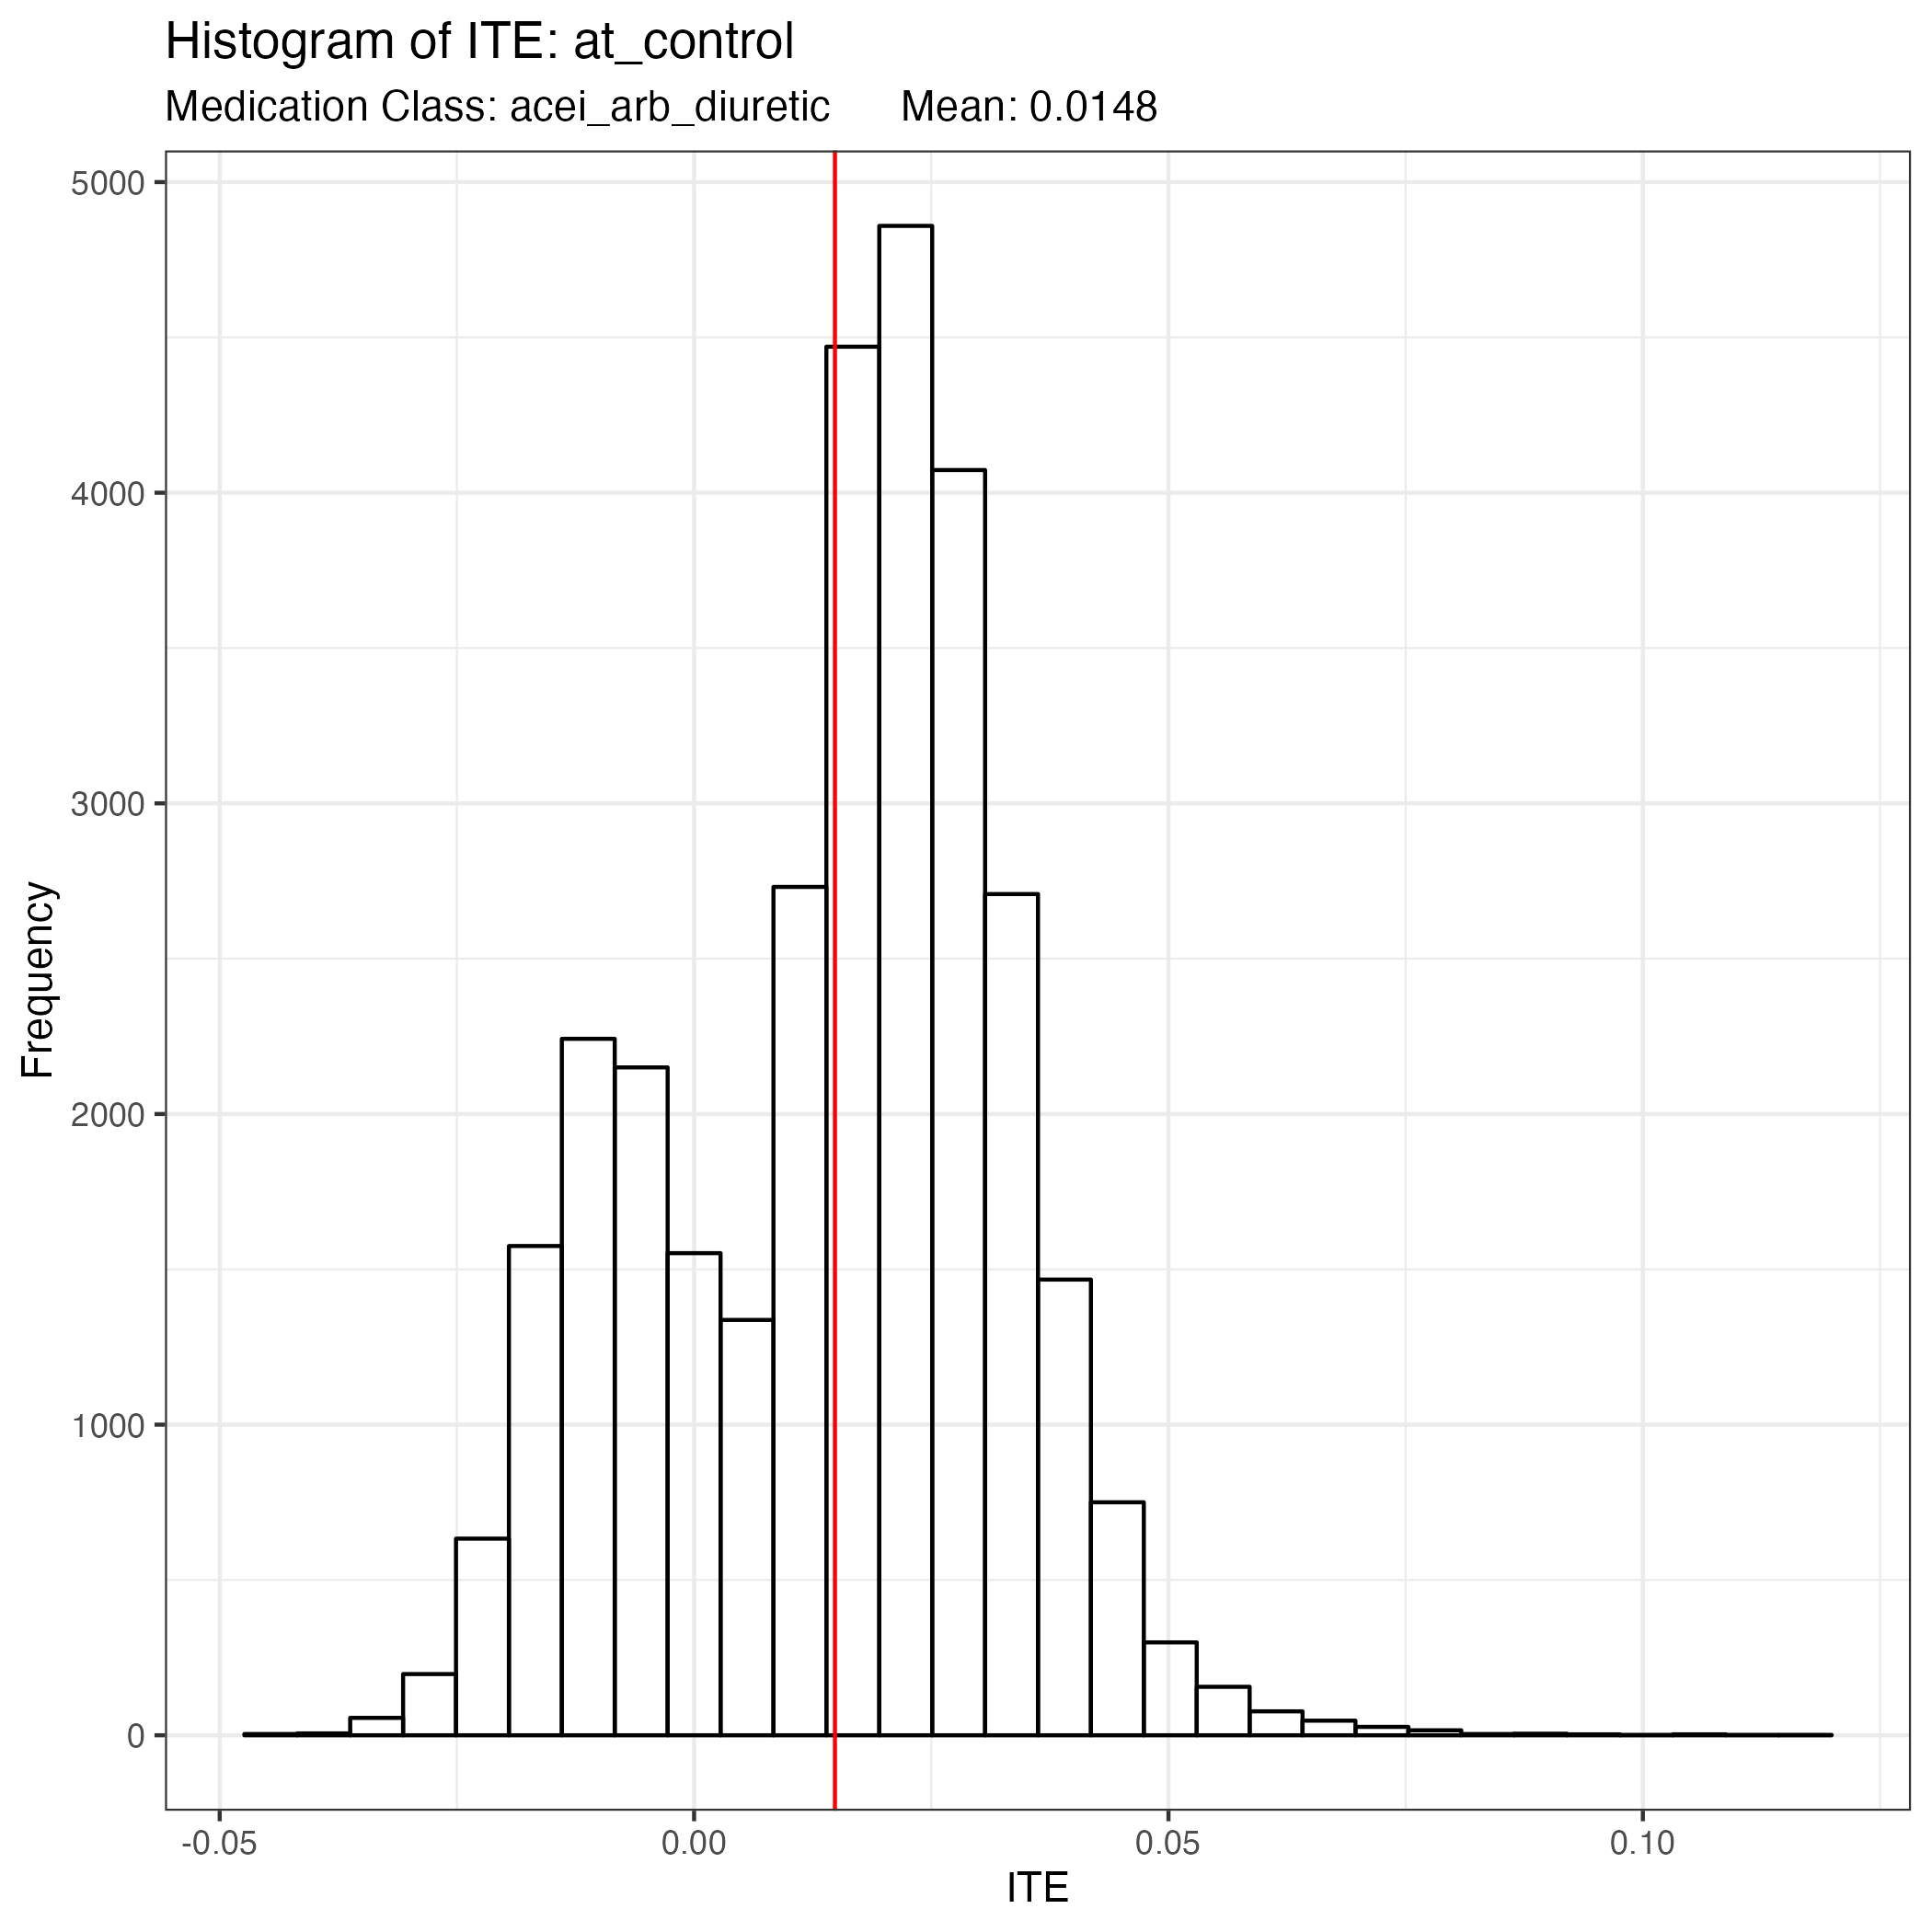 Histogram of ITE: at_control
Medication Class: acei_arb_diuretic Mean: 0.0148
5000
4000
3000
2000
1000
0
Frequency
-0.05 0.00 0.05 0.10
ITE